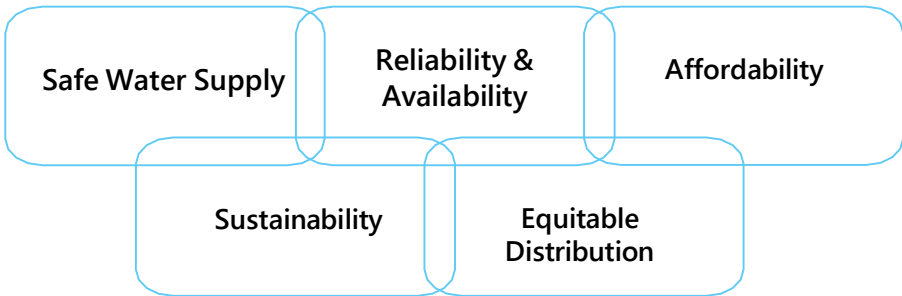 Safe Water Supply
Reliability &
Availability
Affordability
Sustainability
Equitable
Distribution